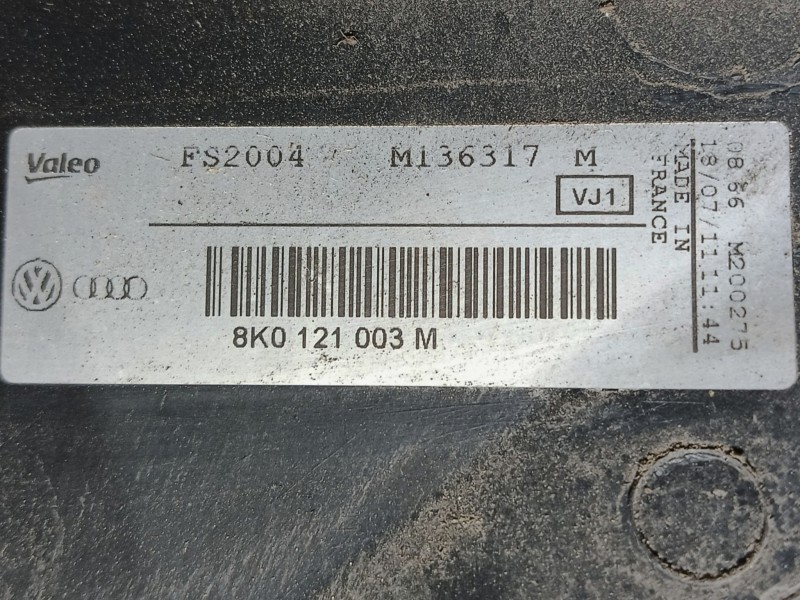 Valeo FS2004 M136317 M
VJ1
8K0 121 003 M
MADE IN
FRANCE
08 66 M200275
18/07/11.11:44